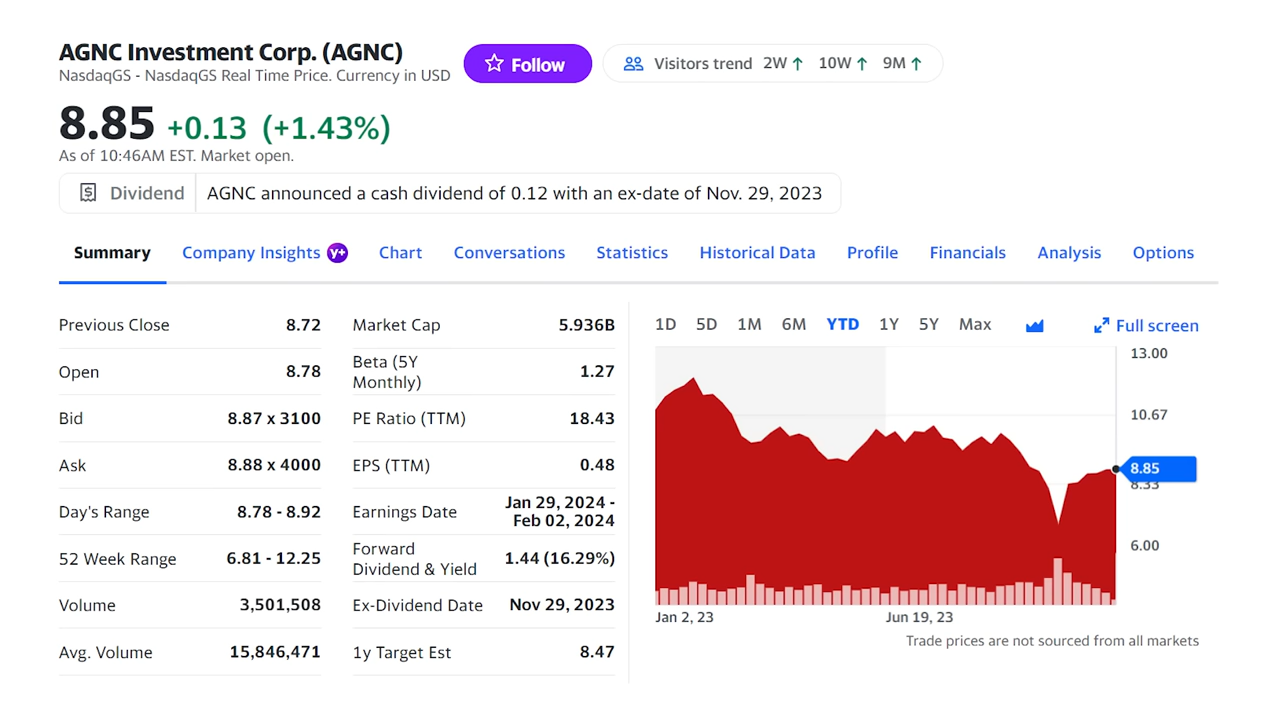 AGNC Investment Corp. (AGNC)
NasdaqGS - NasdaqGS Real Time Price. Currency in USD
Follow
Visitors trend 2W↑ 10W↑ 9M↑
8.85 +0.13 (+1.43%)
As of 10:46AM EST. Market open.
Dividend AGNC announced a cash dividend of 0.12 with an ex-date of Nov. 29, 2023
Summary Company Insights y+ Chart Conversations Statistics Historical Data Profile Financials Analysis Options
Previous Close 8.72
Open 8.78
Bid 8.87 x 3100
Ask 8.88 x 4000
Day's Range 8.78 - 8.92
52 Week Range 6.81 - 12.25
Volume 3,501,508
Avg. Volume 15,846,471
Market Cap 5.936B
Beta (5Y
Monthly) 1.27
PE Ratio (TTM) 18.43
EPS (TTM) 0.48
Earnings Date Jan 29, 2024 -
Feb 02, 2024
Forward
Dividend & Yield 1.44 (16.29%)
Ex-Dividend Date Nov 29, 2023
1y Target Est 8.47
1D 5D 1M 6M YTD 1Y 5Y Max Full screen
13.00
10.67
8.85
8.33
6.00
Jan 2, 23 Jun 19, 23
Trade prices are not sourced from all markets